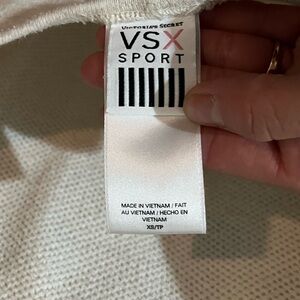 VICTORIA'S SECRET
VSX
SPORT
MADE IN VIETNAM / FAIT
AU VIETNAM / HECHO EN
VIETNAM
XS/TP